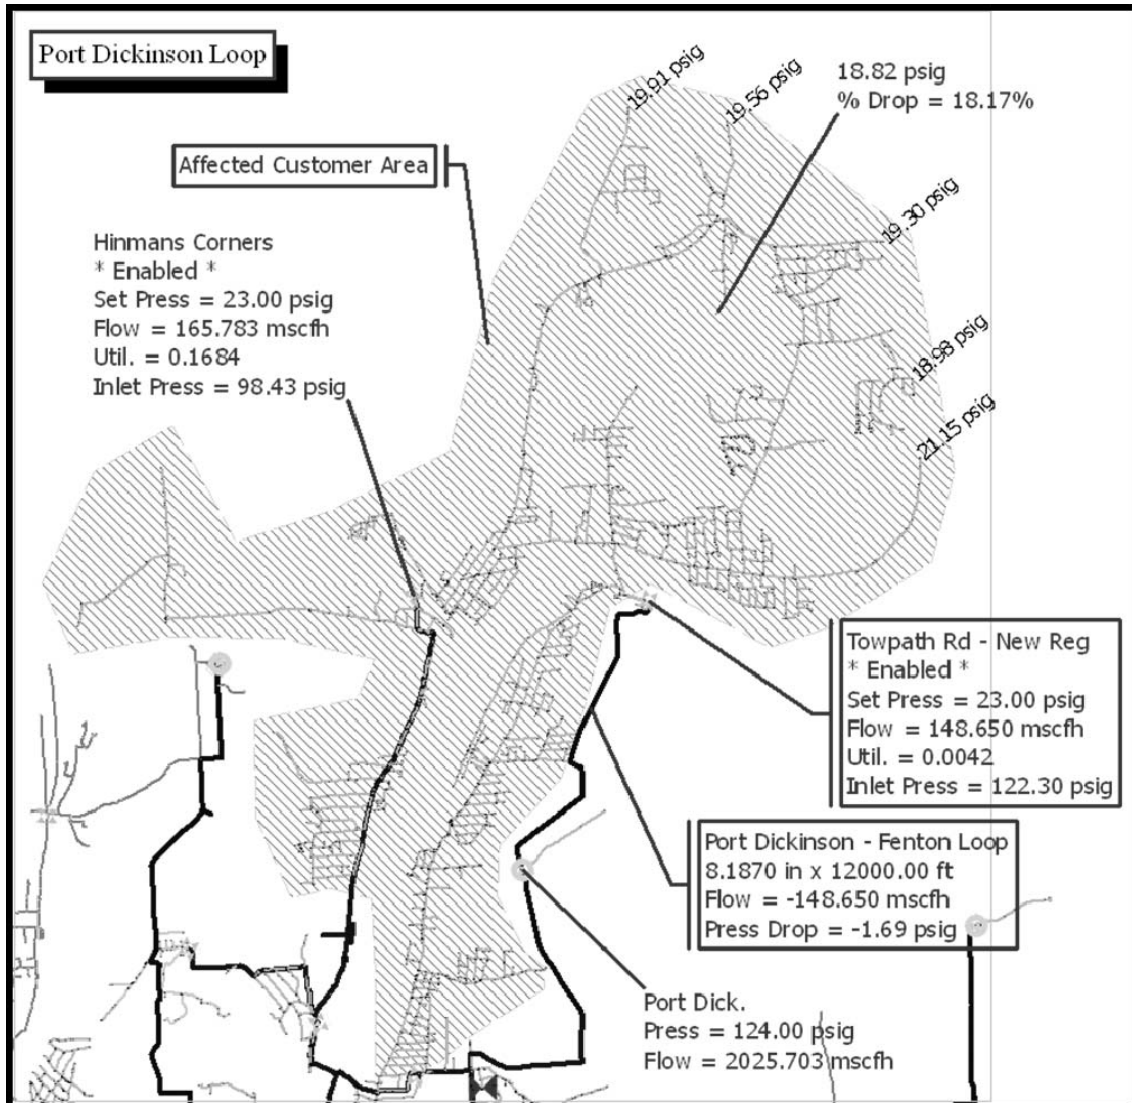 Port Dickinson Loop
19.91 psig
19.56 psig
18.82 psig
% Drop = 18.17%
Affected Customer Area
19.30 psig
Hinmans Corners
* Enabled *
Set Press = 23.00 psig
Flow = 165.783 mscfh
Util. = 0.1684
Inlet Press = 98.43 psig
18.98 psig
21.15 psig
Towpath Rd - New Reg
* Enabled *
Set Press = 23.00 psig
Flow = 148.650 mscfh
Util. = 0.0042
Inlet Press = 122.30 psig
Port Dickinson - Fenton Loop
8.1870 in x 12000.00 ft
Flow = -148.650 mscfh
Press Drop = -1.69 psig
Port Dick.
Press = 124.00 psig
Flow = 2025.703 mscfh